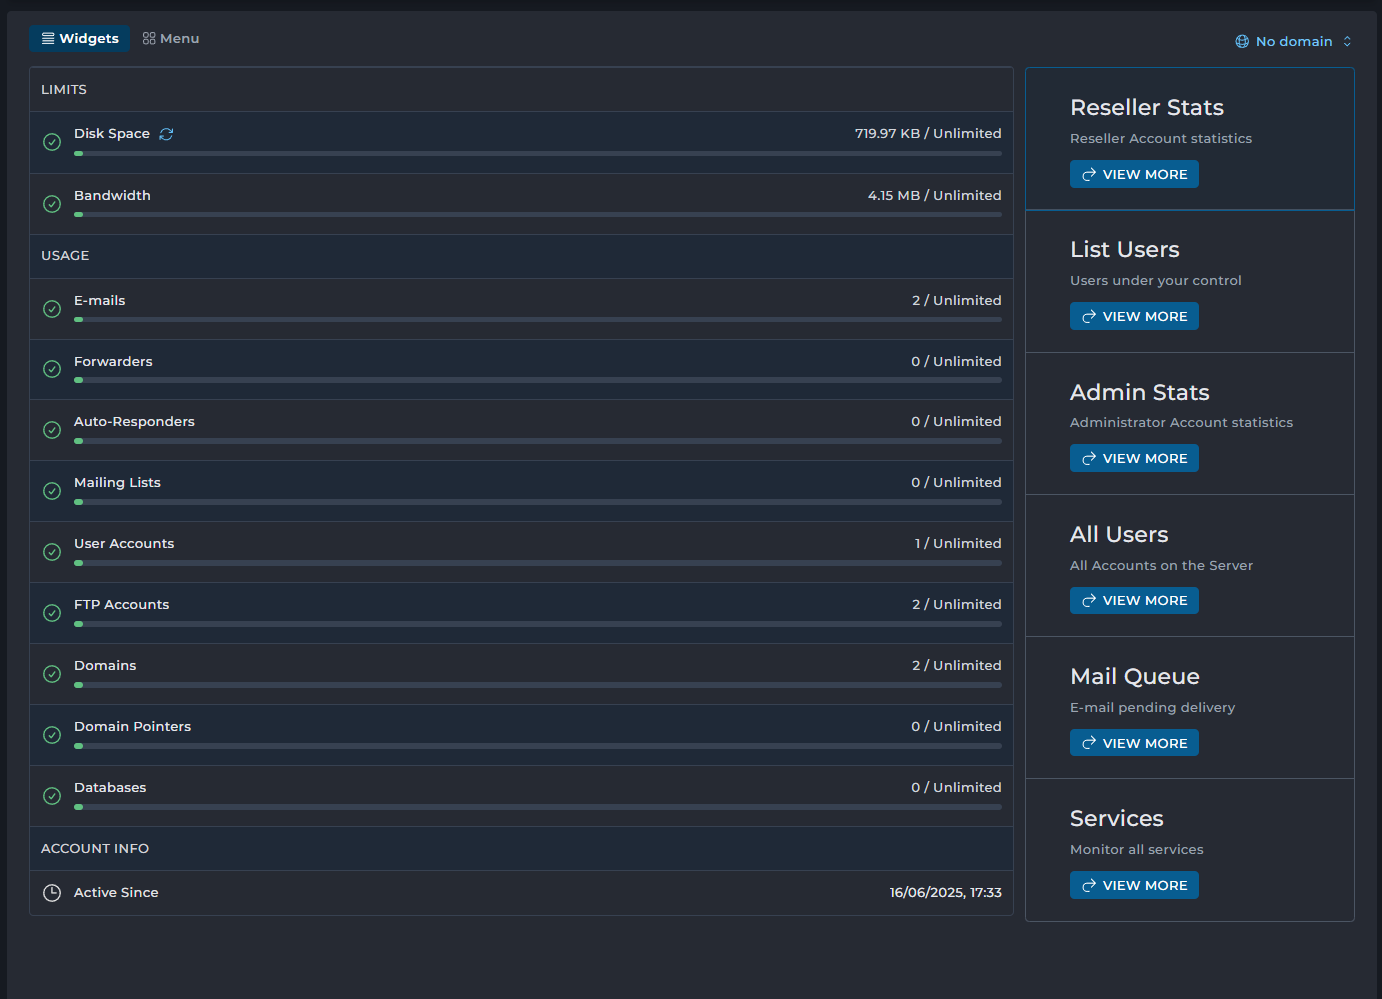 Widgets
Menu
No domain
LIMITS
Disk Space
719.97 KB / Unlimited
Bandwidth
4.15 MB / Unlimited
USAGE
E-mails
2 / Unlimited
Forwarders
0 / Unlimited
Auto-Responders
0 / Unlimited
Mailing Lists
0 / Unlimited
User Accounts
1 / Unlimited
FTP Accounts
2 / Unlimited
Domains
2 / Unlimited
Domain Pointers
0 / Unlimited
Databases
0 / Unlimited
ACCOUNT INFO
Active Since
16/06/2025, 17:33
Reseller Stats
Reseller Account statistics
VIEW MORE
List Users
Users under your control
VIEW MORE
Admin Stats
Administrator Account statistics
VIEW MORE
All Users
All Accounts on the Server
VIEW MORE
Mail Queue
E-mail pending delivery
VIEW MORE
Services
Monitor all services
VIEW MORE